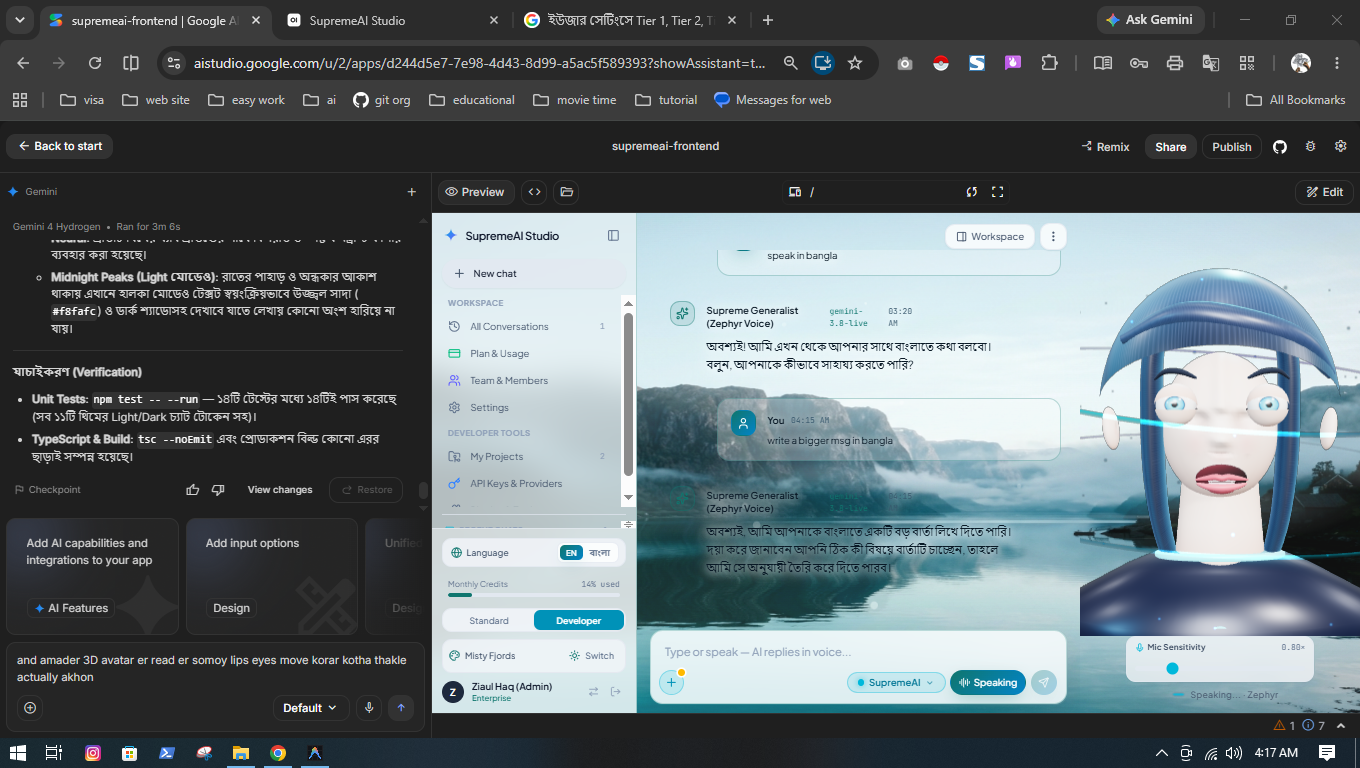 supremeai-frontend | Google A
SupremeAI Studio
ইউজার সেটিংসে Tier 1, Tier 2, T
Ask Gemini
aistudio.google.com/u/2/apps/d244d5e7-7e98-4d43-8d99-a5ac5f589393?showAssistant=t...
visa
web site
easy work
ai
git org
educational
movie time
tutorial
Messages for web
All Bookmarks
Back to start
supremeai-frontend
Remix
Share
Publish
Gemini
Preview
/
Edit
Gemini 4 Hydrogen • Ran for 3m 6s
ব্যবহার করা হয়েছে।
Midnight Peaks (Light মোডেও): রাতের পাহাড় ও অন্ধকার আকাশ
থাকায় এখানে হালকা মোডেও টেক্সট স্বয়ংক্রিয়ভাবে উজ্জ্বল সাদা (
#f8fafc) ও ডার্ক শ্যাডোসহ দেখাবে যাতে লেখায় কোনো অংশ হারিয়ে না
যায়।
যাচাইকরণ (Verification)
Unit Tests: npm test -- --run — ১৪টি টেস্টের মধ্যে ১৪টিই পাস করেছে
(সব ১১টি থিমের Light/Dark চ্যাট টোকেন সহ)।
TypeScript & Build: tsc --noEmit এবং প্রোডাকশন বিল্ড কোনো এরর
ছাড়াই সম্পন্ন হয়েছে।
Checkpoint
View changes
Restore
Add AI capabilities and
integrations to your app
AI Features
Add input options
Design
Unified
Desig
and amader 3D avatar er read er somoy lips eyes move korar kotha thakle
actually akhon
Default
SupremeAI Studio
New chat
WORKSPACE
All Conversations 1
Plan & Usage
Team & Members
Settings
DEVELOPER TOOLS
My Projects 2
API Keys & Providers
Language EN বাংলা
Monthly Credits 14% used
Standard Developer
Misty Fjords Switch
Z
Ziaul Haq (Admin)
Enterprise
Workspace
speak in bangla
Supreme Generalist
(Zephyr Voice)
gemini-
3.8-live
03:20
AM
অবশ্যই! আমি এখন থেকে আপনার সাথে বাংলাতে কথা বলবো।
বলুন, আপনাকে কীভাবে সাহায্য করতে পারি?
You 04:15 AM
write a bigger msg in bangla
Supreme Generalist
(Zephyr Voice)
অবশ্যই, আমি আপনাকে বাংলাতে একটি বড় বার্তা লিখে দিতে পারি।
দয়া করে জানাবেন আপনি ঠিক কী বিষয়ে বার্তাটি চাচ্ছেন, তাহলে
আমি সে অনুযায়ী তৈরি করে দিতে পারব।
Type or speak — AI replies in voice...
SupremeAI
Speaking
Mic Sensitivity 0.80×
Speaking... · Zephyr
1
7
4:17 AM